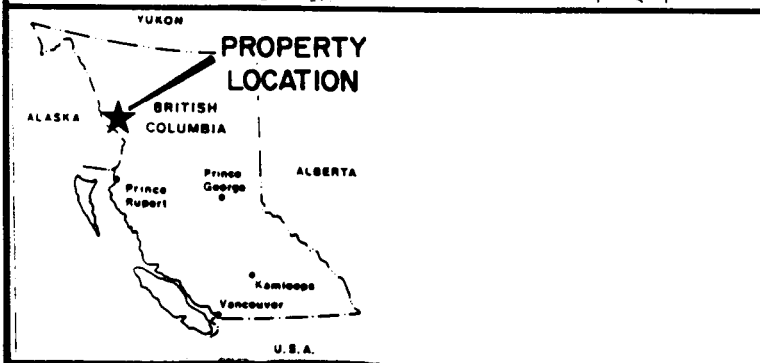 YUKON
PROPERTY
LOCATION
ALASKA
BRITISH
COLUMBIA
Prince
George
ALBERTA
Prince
Rupert
Kamloops
Vancouver
U.S.A.